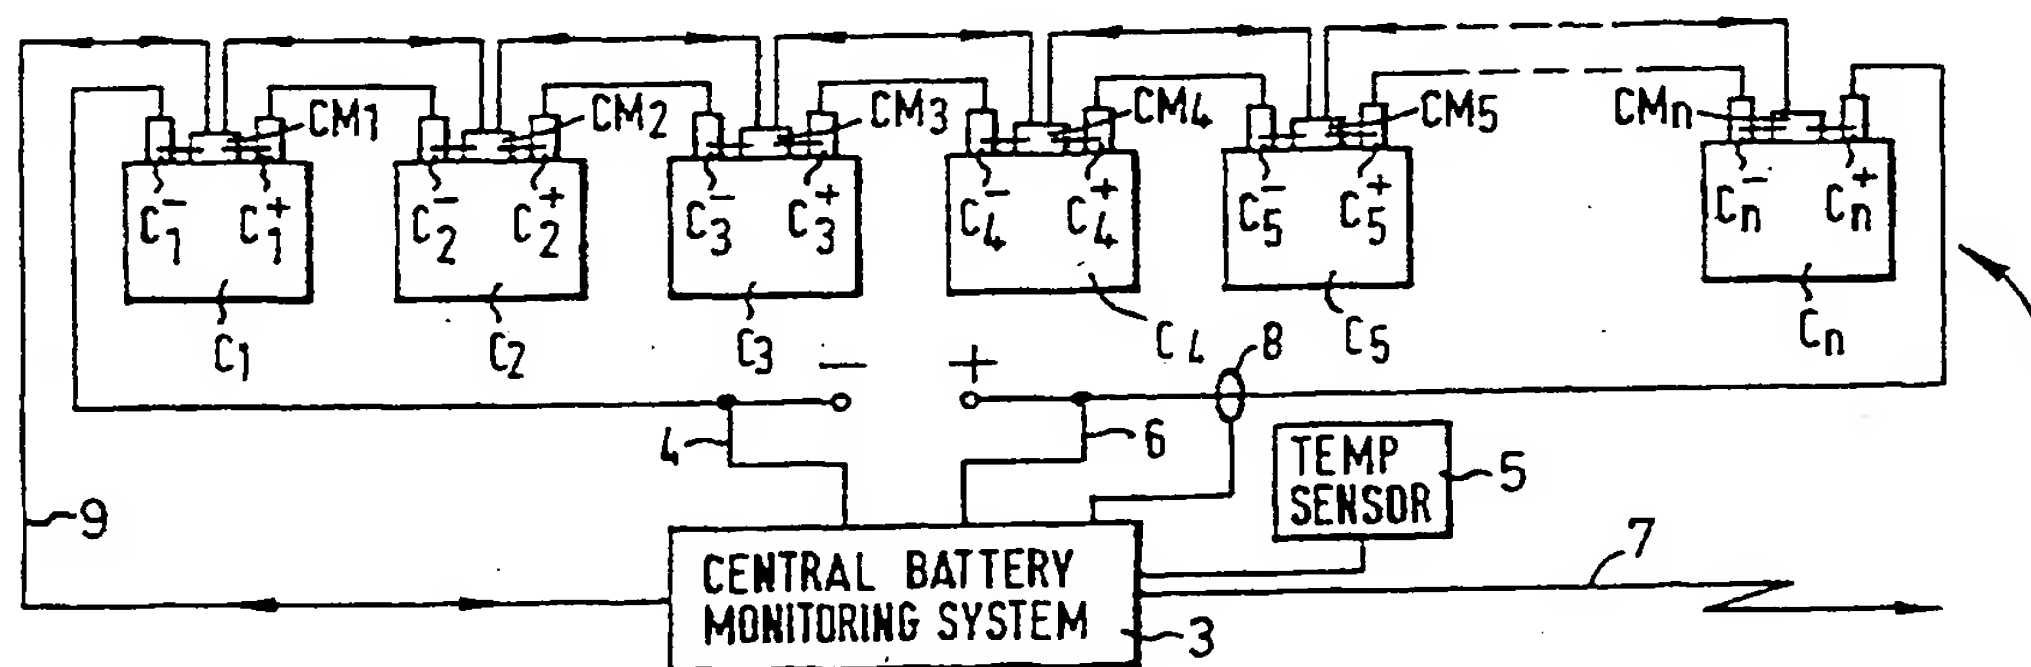 CM1 CM2 CM3 CM4 CM5 CMn
C1- C1+ C2- C2+ C3- C3+ C4- C4+ C5- C5+ Cn- Cn+
C1 C2 C3 C4 C5 Cn
− + 8
4 6
TEMP
SENSOR
5
9
7
CENTRAL BATTERY
MONITORING SYSTEM
3